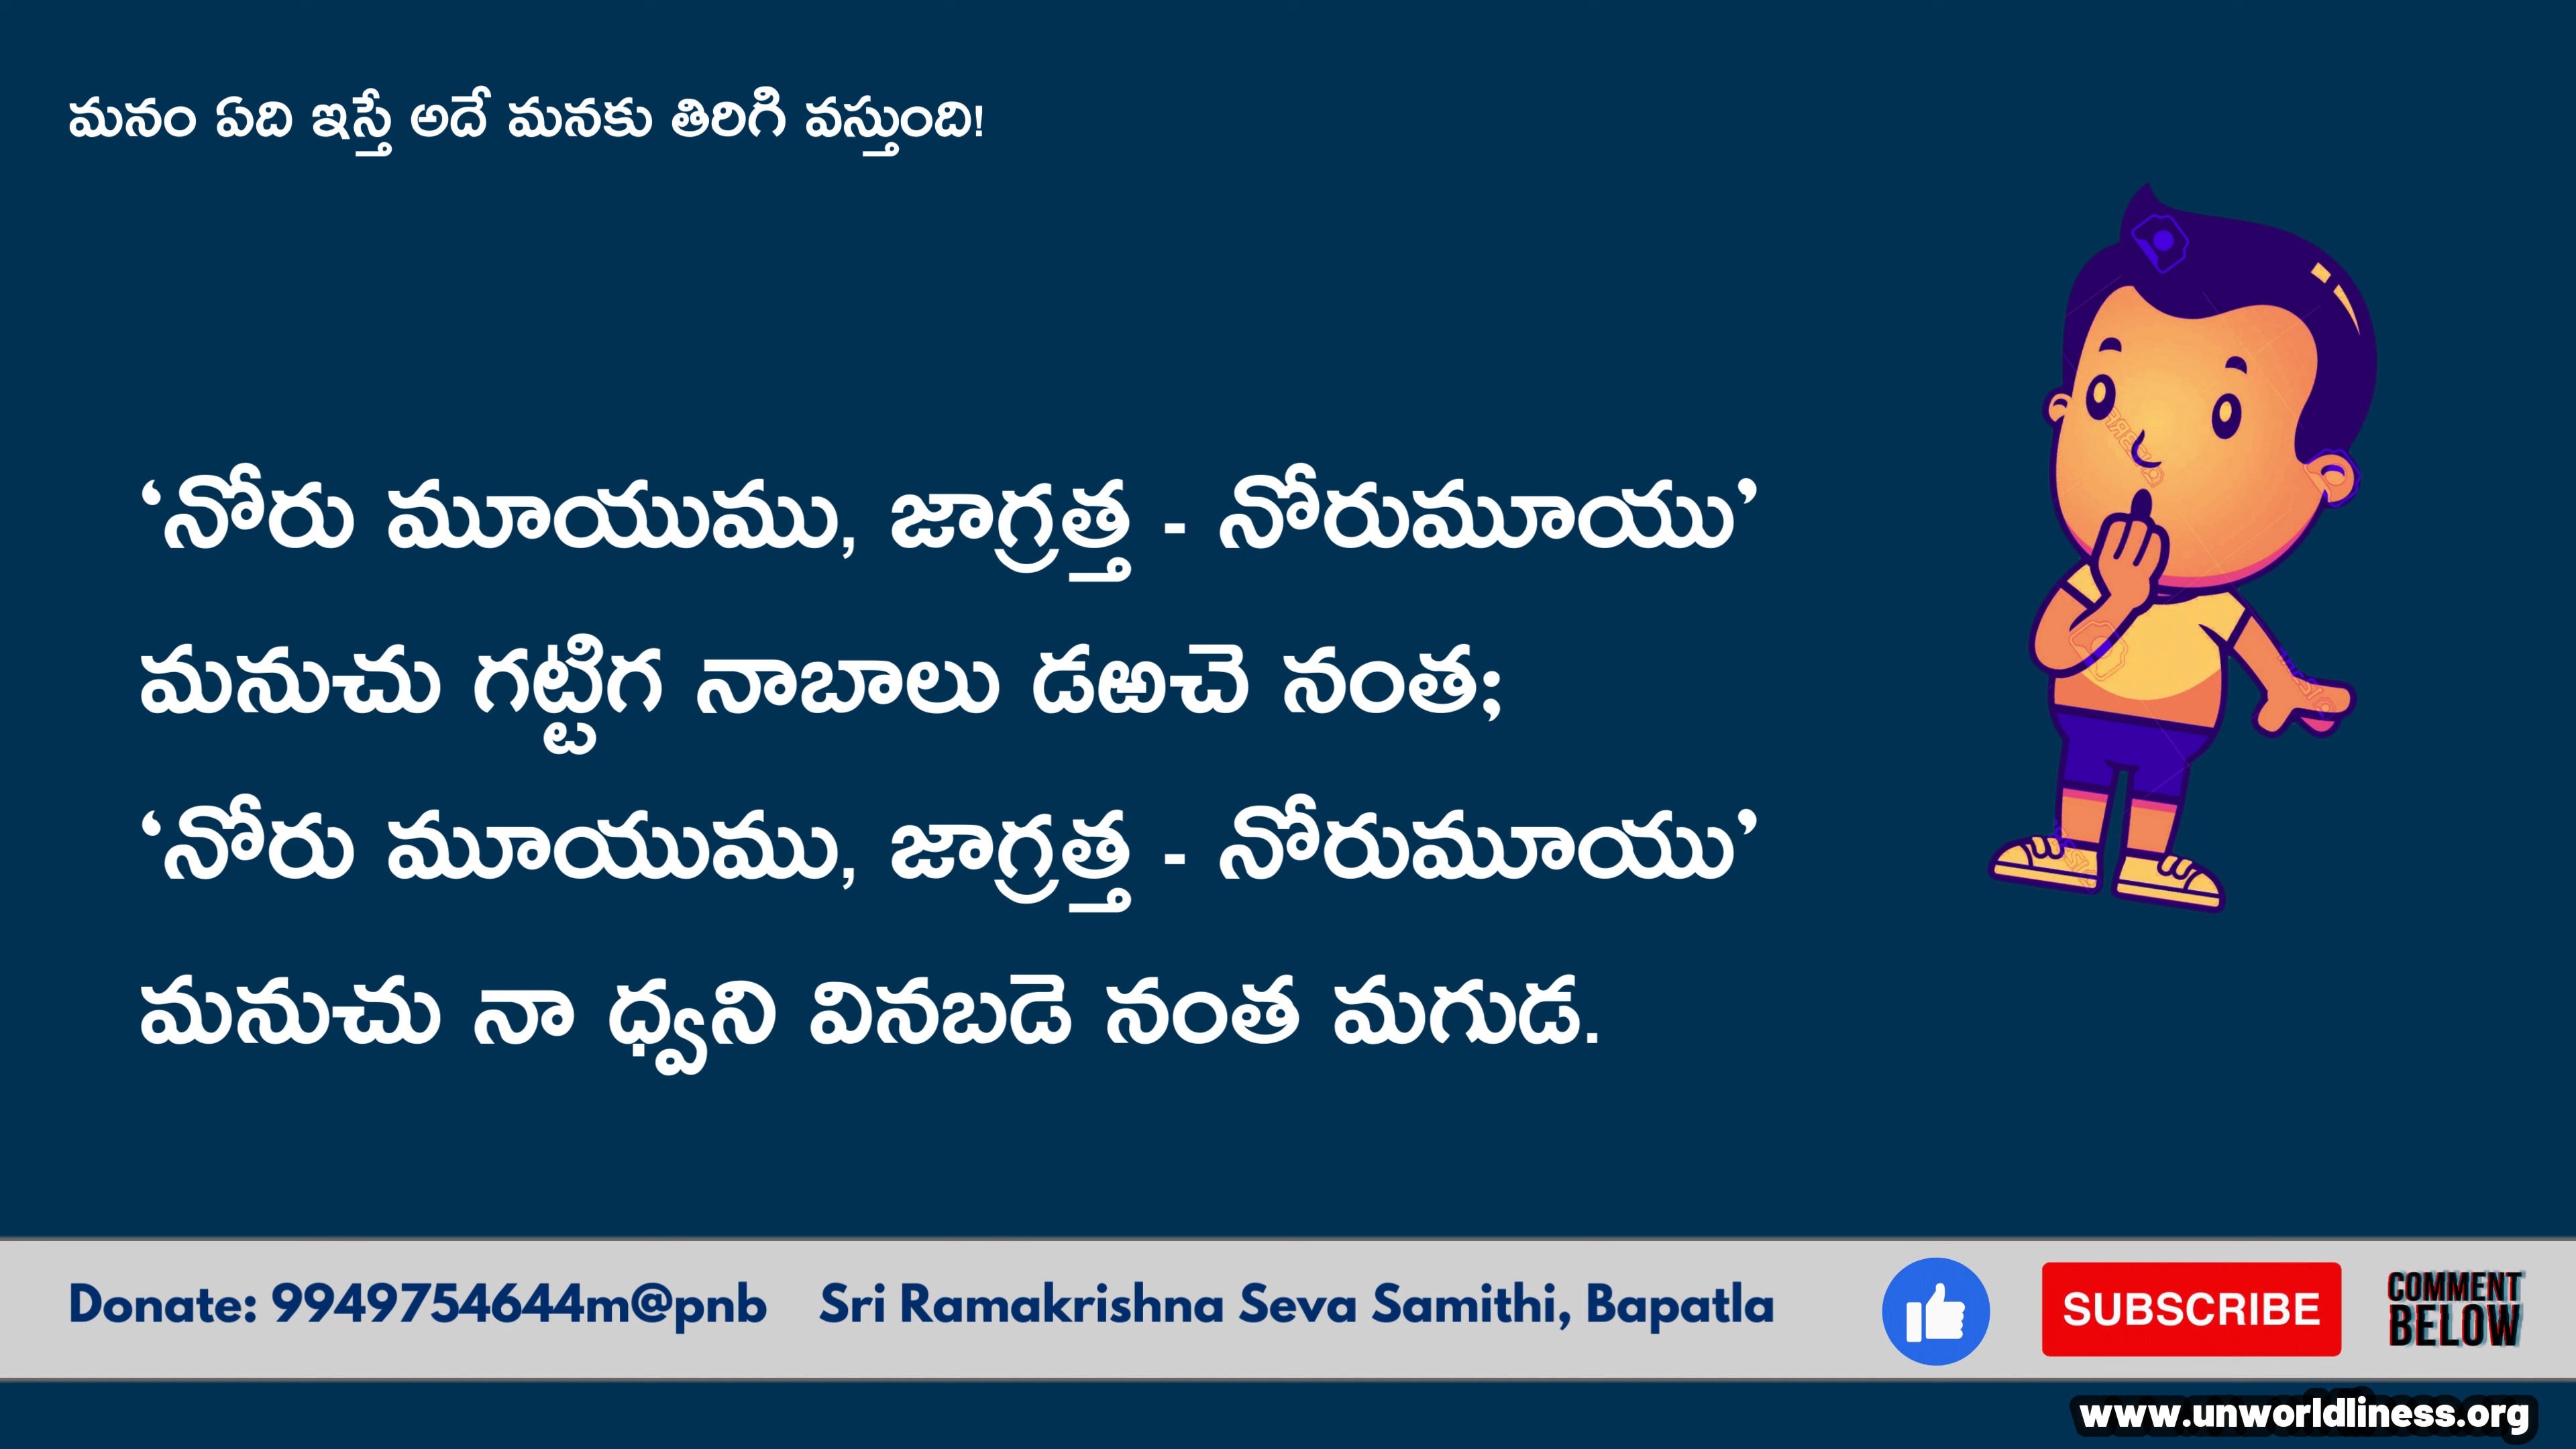 మనం ఏది ఇస్తే అదే మనకు తిరిగి వస్తుంది!
‘నోరు మూయుము, జాగ్రత్త - నోరుమూయు’
మనుచు గట్టిగ నాబాలు డఱచె నంత;
‘నోరు మూయుము, జాగ్రత్త - నోరుమూయు’
మనుచు నా ధ్వని వినబడె నంత మగుడ.
Donate: 9949754644m@pnb Sri Ramakrishna Seva Samithi, Bapatla
SUBSCRIBE
COMMENT
BELOW
www.unworldliness.org